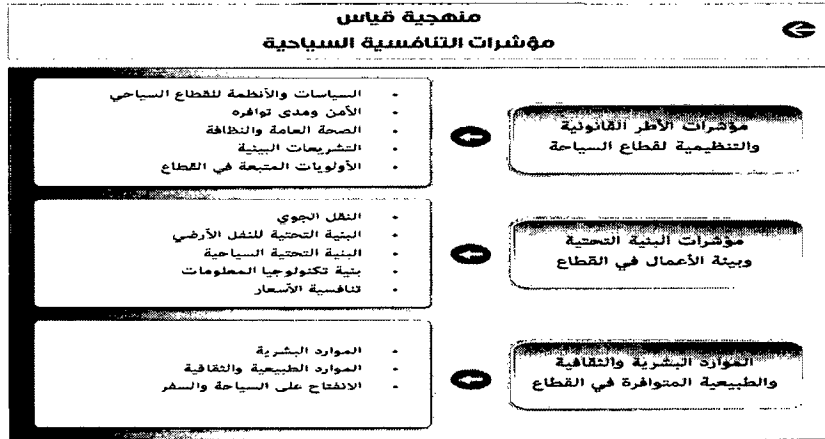 منهجية قياس
مؤشرات التنافسية السياحية
مؤشرات الأطر القانونية
والتنظيمية لقطاع السياحة
• السياسات والأنظمة للقطاع السياحي
• الأمن ومدى توافره
• الصحة العامة والنظافة
• التشريعات البيئية
• الأولويات المتبعة في القطاع
مؤشرات البنية التحتية
وبيئة الأعمال في القطاع
• النقل الجوي
• البنية التحتية للنقل الأرضي
• البنية التحتية السياحية
• بنية تكنولوجيا المعلومات
• تنافسية الأسعار
الموارد البشرية والثقافية
والطبيعية المتوافرة في القطاع
• الموارد البشرية
• الموارد الطبيعية والثقافية
• الانفتاح على السياحة والسفر